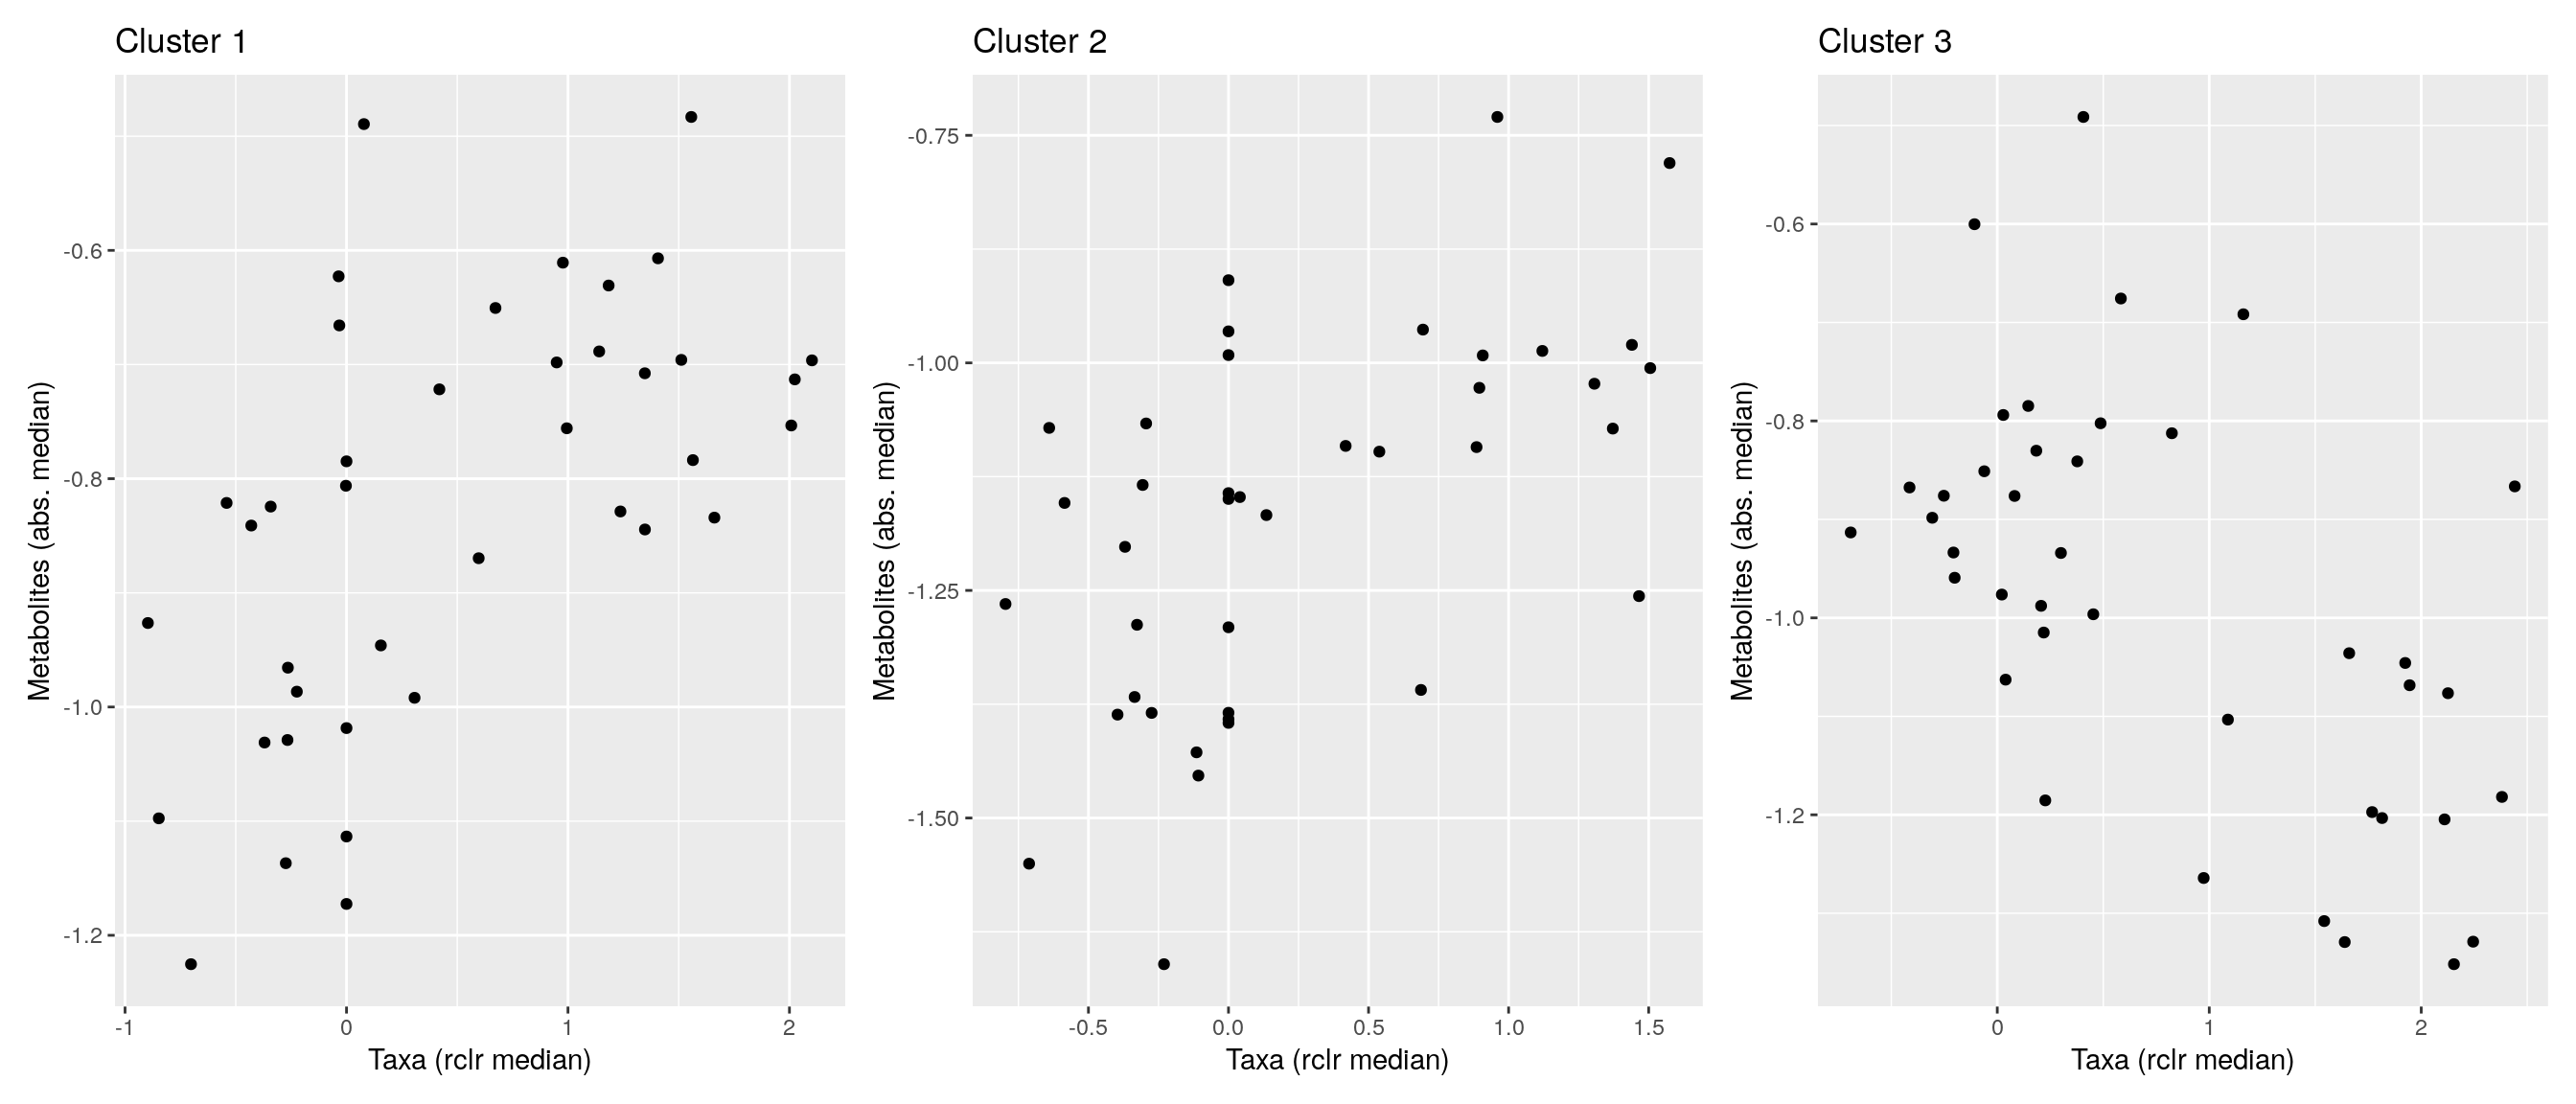 Cluster 1
Metabolites (abs. median)
-0.6
-0.8
-1.0
-1.2
-1
0
1
2
Taxa (rclr median)
Cluster 2
Metabolites (abs. median)
-0.75
-1.00
-1.25
-1.50
-0.5
0.0
0.5
1.0
1.5
Taxa (rclr median)
Cluster 3
Metabolites (abs. median)
-0.6
-0.8
-1.0
-1.2
0
1
2
Taxa (rclr median)